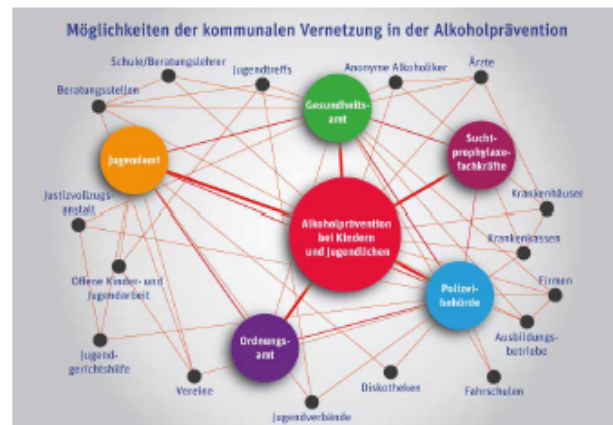 Möglichkeiten der kommunalen Vernetzung in der Alkoholprävention
Schule/Beratungslehrer
Jugendtreffs
Anonyme Alkoholiker
Ärzte
Beratungsstellen
Gesundheits-
amt
Sucht-
prophylaxe-
fachkräfte
Jugendamt
Justizvollzugs-
anstalt
Krankenhäuser
Alkoholprävention
bei Kindern
und Jugendlichen
Krankenkassen
Offene Kinder- und
Jugendarbeit
Firmen
Polizei-
behörde
Ordnungs-
amt
Ausbildungs-
betriebe
Jugend-
gerichtshilfe
Vereine
Diskotheken
Fahrschulen
Jugendverbände